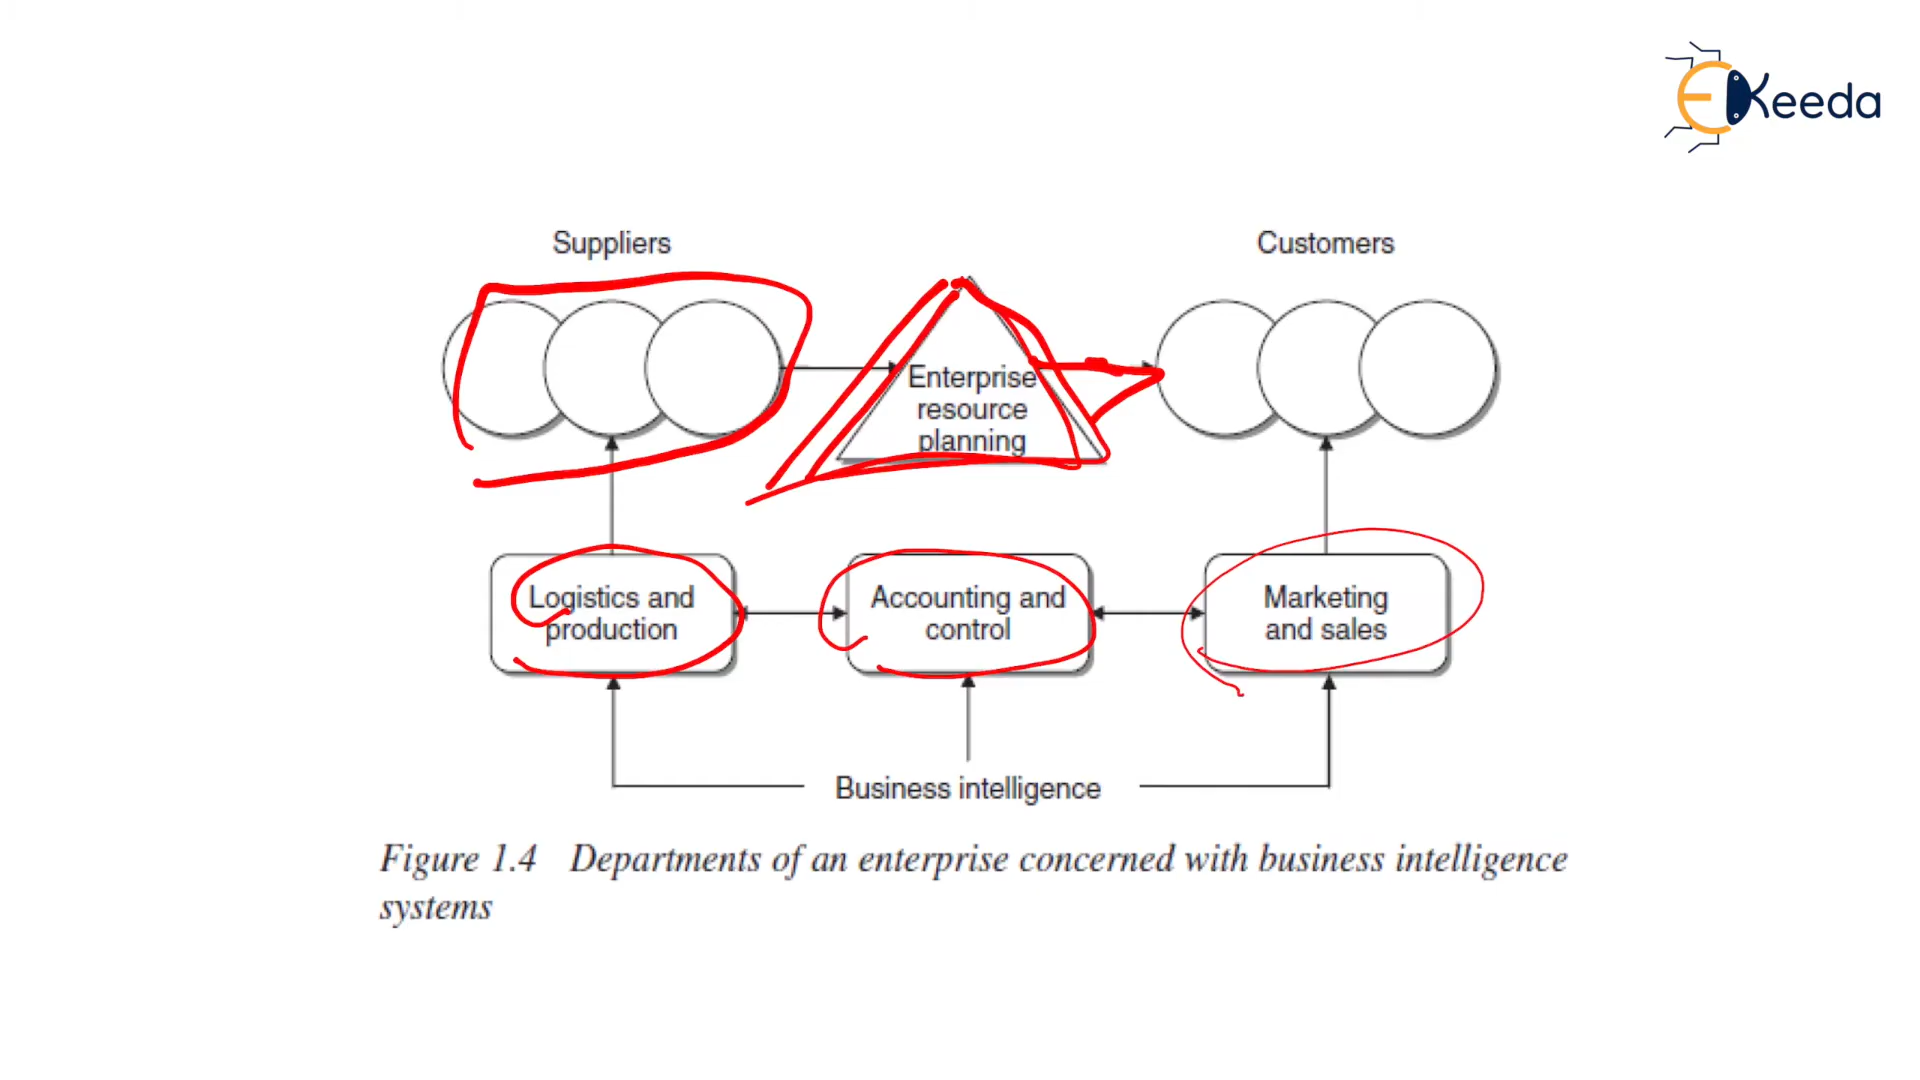 EKeeda
Suppliers
Customers
Enterprise
resource
planning
Logistics and
production
Accounting and
control
Marketing
and sales
Business intelligence
Figure 1.4 Departments of an enterprise concerned with business intelligence
systems